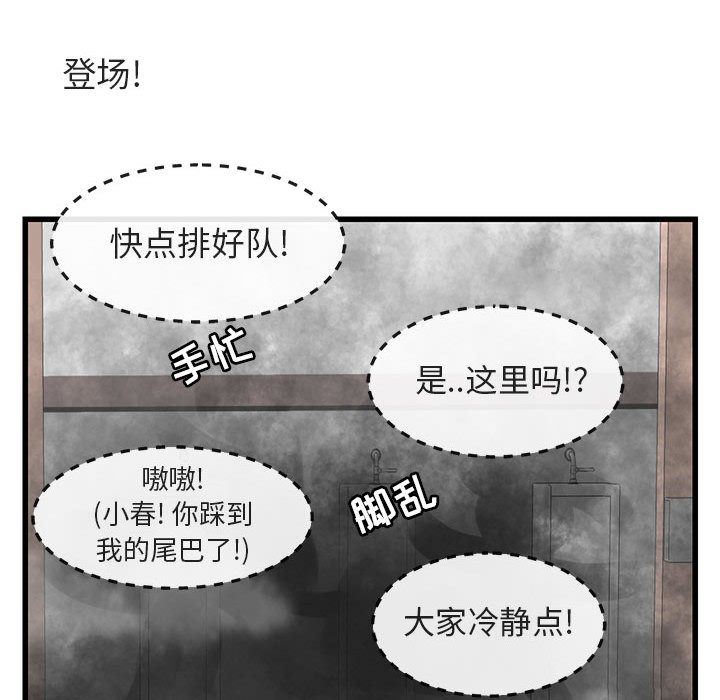 登场!
快点排好队!
手忙
是..这里吗!?
嗷嗷!
(小春! 你踩到
我的尾巴了!)
脚乱
大家冷静点!